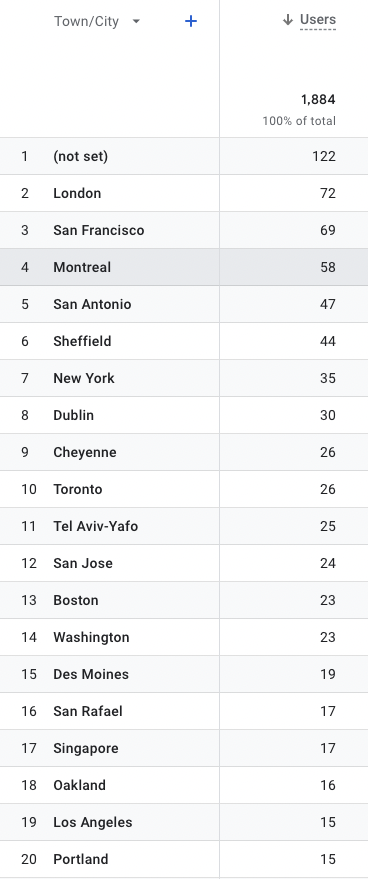 Town/City + Users
1,884
100% of total
1 (not set) 122
2 London 72
3 San Francisco 69
4 Montreal 58
5 San Antonio 47
6 Sheffield 44
7 New York 35
8 Dublin 30
9 Cheyenne 26
10 Toronto 26
11 Tel Aviv-Yafo 25
12 San Jose 24
13 Boston 23
14 Washington 23
15 Des Moines 19
16 San Rafael 17
17 Singapore 17
18 Oakland 16
19 Los Angeles 15
20 Portland 15